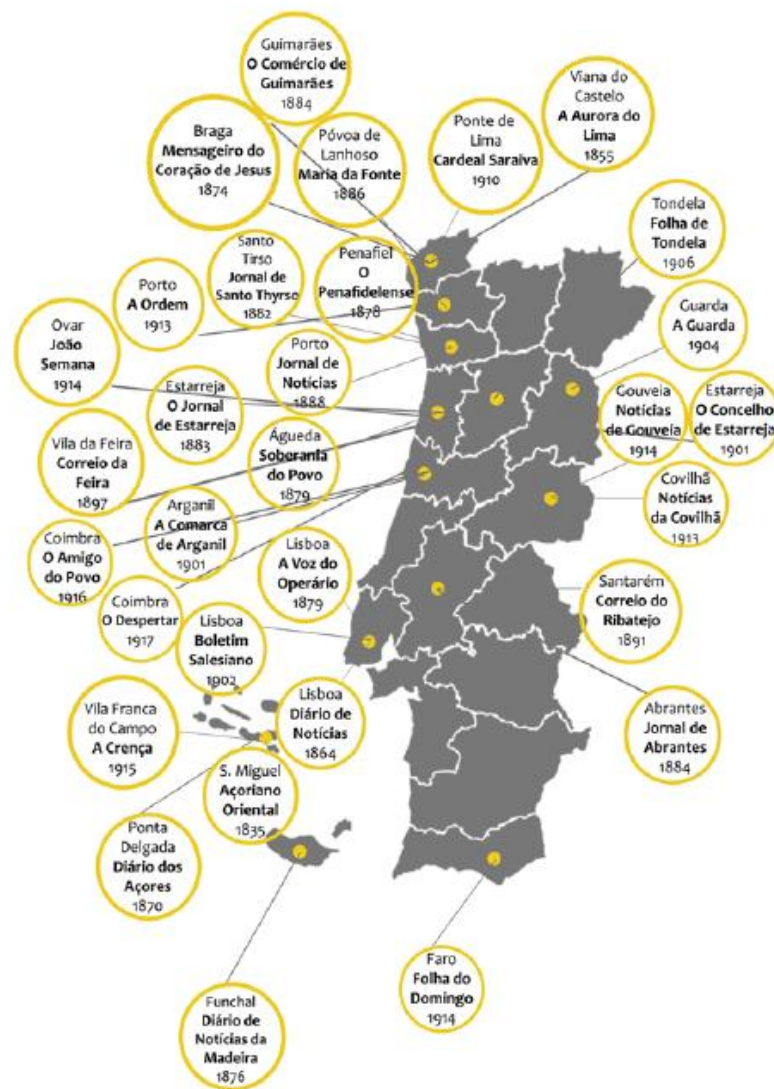 Guimarães
O Comércio de
Guimarães
1884
Viana do
Castelo
A Aurora do
Lima
1855
Braga
Mensageiro do
Coração de Jesus
1874
Póvoa de
Lanhoso
Maria da Fonte
1886
Ponte de
Lima
Cardeal Saraiva
1910
Tondela
Folha de
Tondela
1906
Santo
Tirso
Jornal de
Santo Thyrso
1882
Penafiel
O
Penafidelense
1878
Porto
A Ordem
1913
Guarda
A Guarda
1904
Ovar
João
Semana
1914
Porto
Jornal de
Notícias
1888
Estarreja
O Jornal
de Estarreja
1883
Gouveia
Notícias
de Gouveia
1914
Estarreja
O Concelho
de Estarreja
1901
Vila da Feira
Correio da
Feira
1897
Águeda
Soberania
do Povo
1879
Covilhã
Notícias
da Covilhã
1913
Arganil
A Comarca
de Arganil
1901
Coimbra
O Amigo
do Povo
1916
Lisboa
A Voz do
Operário
1879
Coimbra
O Despertar
1917
Santarém
Correio do
Ribatejo
1891
Lisboa
Boletim
Salesiano
1902
Lisboa
Diário de
Notícias
1864
Vila Franca
do Campo
A Crença
1915
Abrantes
Jornal de
Abrantes
1884
S. Miguel
Açoriano
Oriental
1835
Ponta
Delgada
Diário dos
Açores
1870
Faro
Folha do
Domingo
1914
Funchal
Diário de
Notícias da
Madeira
1876